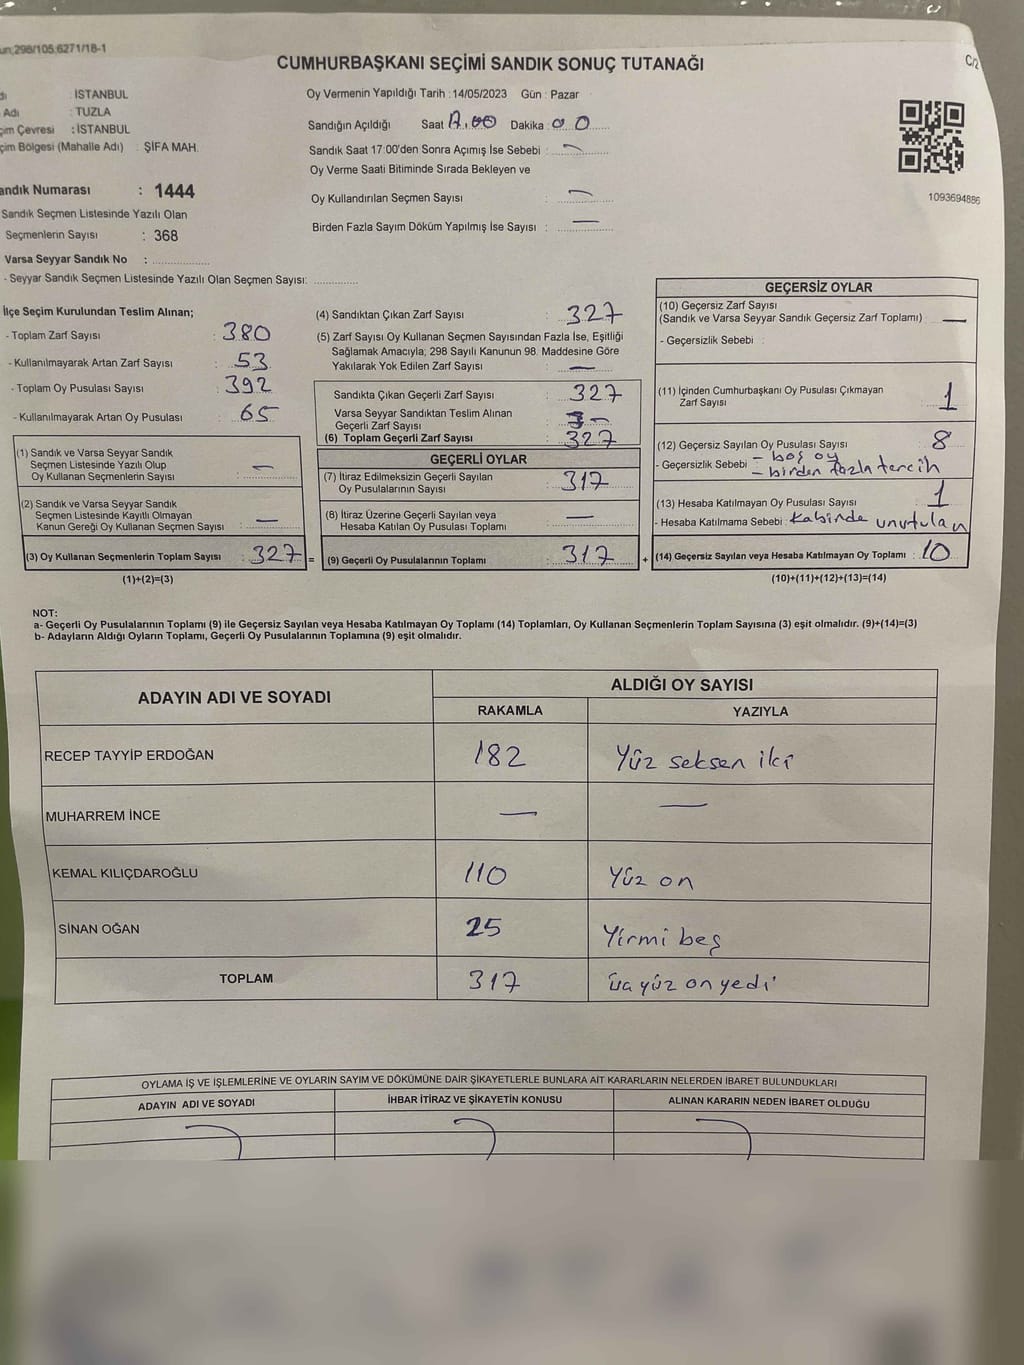 298/105;6271/18-1
C/2
CUMHURBAŞKANI SEÇİMİ SANDIK SONUÇ TUTANAĞI
: İSTANBUL
Adı : TUZLA
Çevresi : İSTANBUL
Bölgesi (Mahalle Adı) : ŞİFA MAH.
Sandık Numarası : 1444
Sandık Seçmen Listesinde Yazılı Olan
Seçmenlerin Sayısı : 368
Varsa Seyyar Sandık No :
- Seyyar Sandık Seçmen Listesinde Yazılı Olan Seçmen Sayısı:
Oy Vermenin Yapıldığı Tarih : 14/05/2023 Gün : Pazar
Sandığın Açıldığı Saat Dakika : 00
Sandık Saat 17:00'den Sonra Açımış İse Sebebi : —
Oy Verme Saati Bitiminde Sırada Bekleyen ve
Oy Kullandırılan Seçmen Sayısı : —
Birden Fazla Sayım Döküm Yapılmış İse Sayısı : —
1093694886
İlçe Seçim Kurulundan Teslim Alınan;
- Toplam Zarf Sayısı : 380
- Kullanılmayarak Artan Zarf Sayısı : 53
- Toplam Oy Pusulası Sayısı : 392
- Kullanılmayarak Artan Oy Pusulası : 65
(1) Sandık ve Varsa Seyyar Sandık
Seçmen Listesinde Yazılı Olup
Oy Kullanan Seçmenlerin Sayısı : —
(2) Sandık ve Varsa Seyyar Sandık
Seçmen Listesinde Kayıtlı Olmayan
Kanun Gereği Oy Kullanan Seçmen Sayısı : —
(3) Oy Kullanan Seçmenlerin Toplam Sayısı : 327 =
(1)+(2)=(3)
(4) Sandıktan Çıkan Zarf Sayısı : 327
(5) Zarf Sayısı Oy Kullanan Seçmen Sayısından Fazla İse, Eşitliği
Sağlamak Amacıyla; 298 Sayılı Kanunun 98. Maddesine Göre
Yakılarak Yok Edilen Zarf Sayısı : —
Sandıkta Çıkan Geçerli Zarf Sayısı : 327
Varsa Seyyar Sandıktan Teslim Alınan
Geçerli Zarf Sayısı : —
(6) Toplam Geçerli Zarf Sayısı : 327
GEÇERLİ OYLAR
(7) İtiraz Edilmeksizin Geçerli Sayılan
Oy Pusulalarının Sayısı : 317
(8) İtiraz Üzerine Geçerli Sayılan veya
Hesaba Katılan Oy Pusulası Toplamı : —
(9) Geçerli Oy Pusulalarının Toplamı : 317 +
GEÇERSİZ OYLAR
(10) Geçersiz Zarf Sayısı
(Sandık ve Varsa Seyyar Sandık Geçersiz Zarf Toplamı) : —
- Geçersizlik Sebebi :
(11) İçinden Cumhurbaşkanı Oy Pusulası Çıkmayan
Zarf Sayısı : 1
(12) Geçersiz Sayılan Oy Pusulası Sayısı : 8
- Geçersizlik Sebebi : – boş oy
– birden fazla tercih
(13) Hesaba Katılmayan Oy Pusulası Sayısı : 1
- Hesaba Katılmama Sebebi : kabinde unutulan
(14) Geçersiz Sayılan veya Hesaba Katılmayan Oy Toplamı : 10
(10)+(11)+(12)+(13)=(14)
NOT:
a- Geçerli Oy Pusulalarının Toplamı (9) ile Geçersiz Sayılan veya Hesaba Katılmayan Oy Toplamı (14) Toplamları, Oy Kullanan Seçmenlerin Toplam Sayısına (3) eşit olmalıdır. (9)+(14)=(3)
b- Adayların Aldığı Oyların Toplamı, Geçerli Oy Pusulalarının Toplamına (9) eşit olmalıdır.
ADAYIN ADI VE SOYADI ALDIĞI OY SAYISI
RAKAMLA YAZIYLA
RECEP TAYYİP ERDOĞAN 182 Yüz seksen iki
MUHARREM İNCE — —
KEMAL KILIÇDAROĞLU 110 Yüz on
SİNAN OĞAN 25 Yirmi beş
TOPLAM 317 üç yüz on yedi
OYLAMA İŞ VE İŞLEMLERİNE VE OYLARIN SAYIM VE DÖKÜMÜNE DAİR ŞİKAYETLERLE BUNLARA AİT KARARLARIN NELERDEN İBARET BULUNDUKLARI
ADAYIN ADI VE SOYADI İHBAR İTİRAZ VE ŞİKAYETİN KONUSU ALINAN KARARIN NEDEN İBARET OLDUĞU